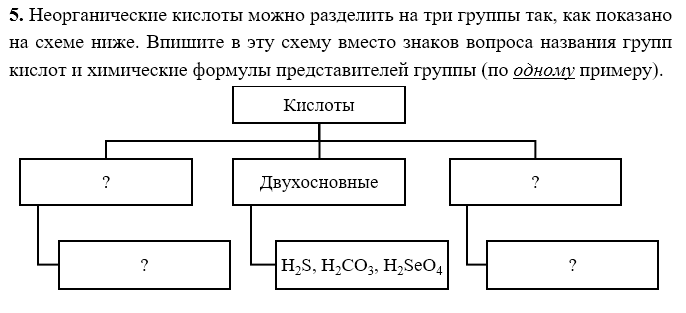 5. Неорганические кислоты можно разделить на три группы так, как показано
на схеме ниже. Впишите в эту схему вместо знаков вопроса названия групп
кислот и химические формулы представителей группы (по одному примеру).
Кислоты
?
Двухосновные
?
?
H₂S, H₂CO₃, H₂SeO₄
?